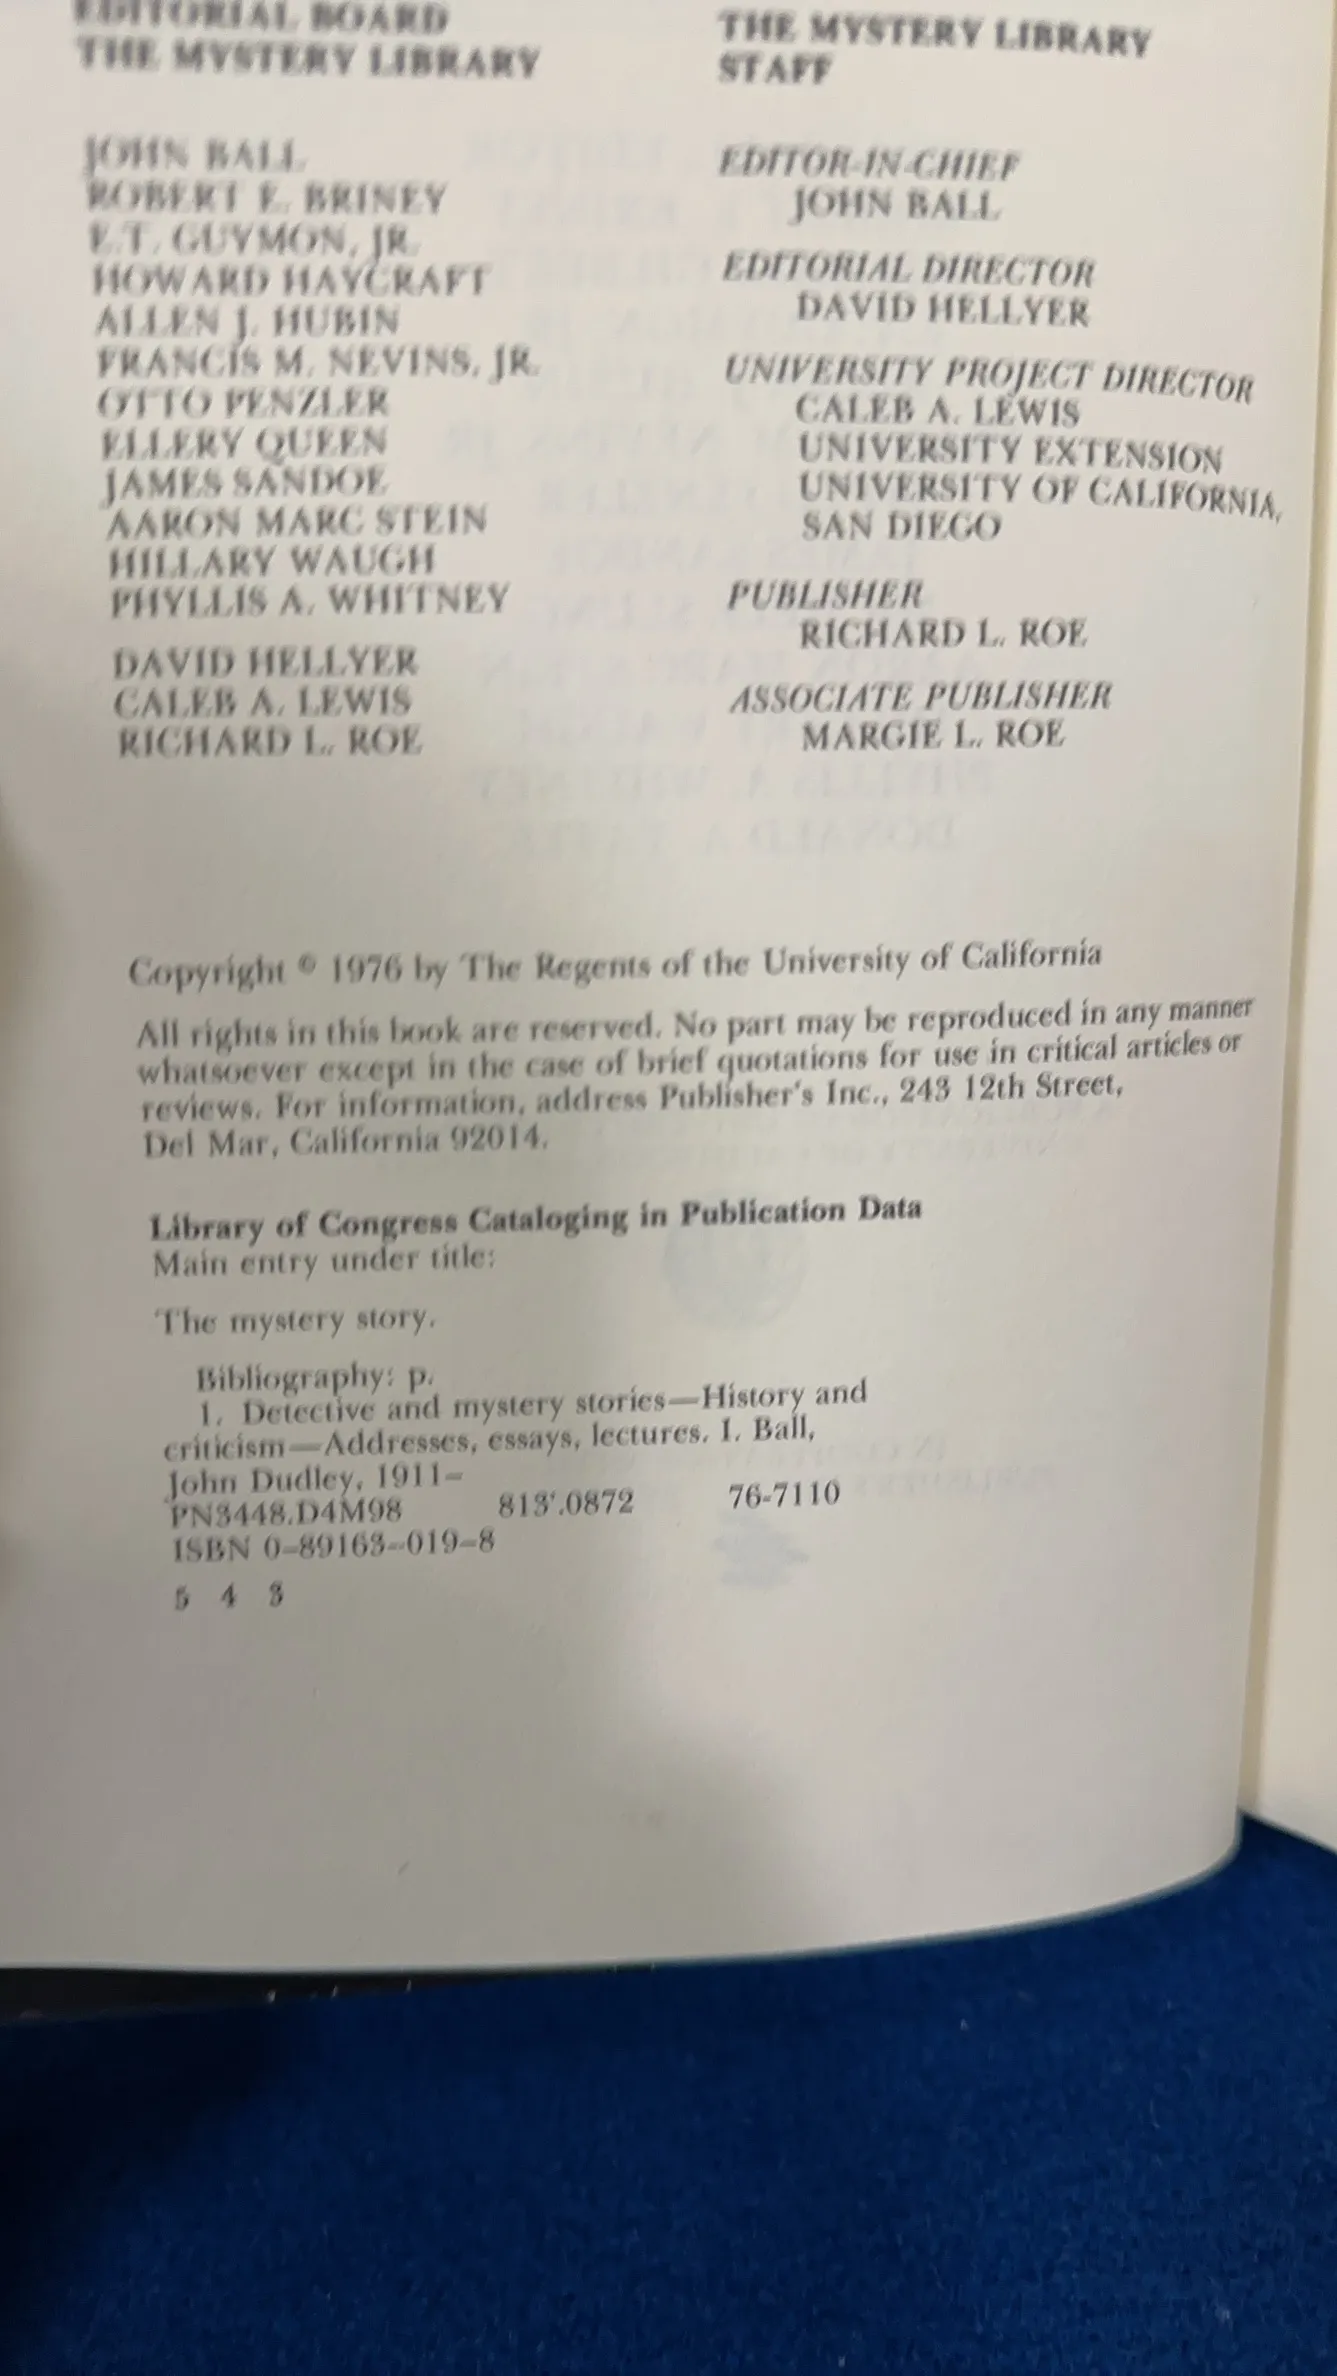 EDITORIAL BOARD
THE MYSTERY LIBRARY
JOHN BALL
ROBERT E. BRINEY
E.T. GUYMON, JR.
HOWARD HAYCRAFT
ALLEN J. HUBIN
FRANCIS M. NEVINS, JR.
OTTO PENZLER
ELLERY QUEEN
JAMES SANDOE
AARON MARC STEIN
HILLARY WAUGH
PHYLLIS A. WHITNEY
DAVID HELLYER
CALEB A. LEWIS
RICHARD L. ROE
THE MYSTERY LIBRARY
STAFF
EDITOR-IN-CHIEF
JOHN BALL
EDITORIAL DIRECTOR
DAVID HELLYER
UNIVERSITY PROJECT DIRECTOR
CALEB A. LEWIS
UNIVERSITY EXTENSION
UNIVERSITY OF CALIFORNIA,
SAN DIEGO
PUBLISHER
RICHARD L. ROE
ASSOCIATE PUBLISHER
MARGIE L. ROE
Copyright © 1976 by The Regents of the University of California
All rights in this book are reserved. No part may be reproduced in any manner
whatsoever except in the case of brief quotations for use in critical articles or
reviews. For information, address Publisher's Inc., 243 12th Street,
Del Mar, California 92014.
Library of Congress Cataloging in Publication Data
Main entry under title:
The mystery story.
Bibliography: p.
1. Detective and mystery stories—History and
criticism—Addresses, essays, lectures. I. Ball,
John Dudley, 1911–
PN3448.D4M98 813'.0872 76-7110
ISBN 0–89163–019–8
5 4 3